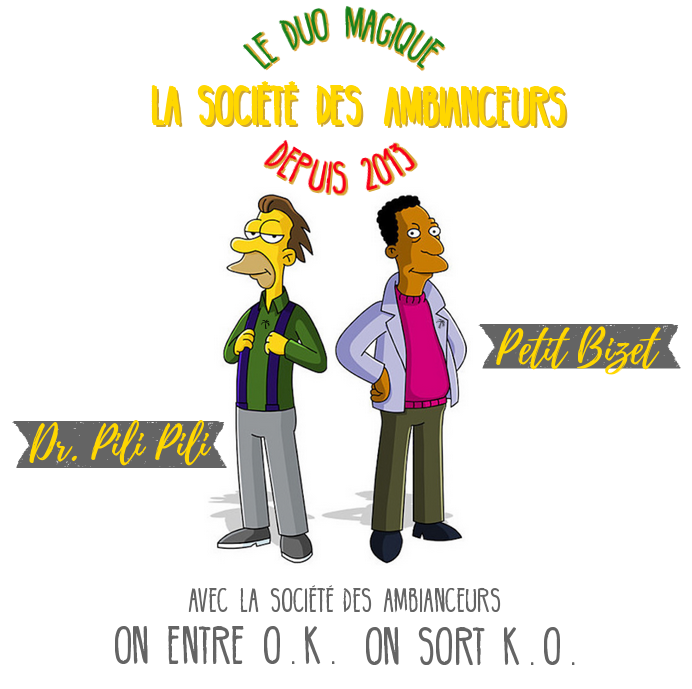 LE DUO MAGIQUE
LA SOCIÉTÉ DES AMBIANCEURS
DEPUIS 2013
Petit Bizet
Dr. Pili Pili
AVEC LA SOCIÉTÉ DES AMBIANCEURS
ON ENTRE O.K. ON SORT K.O.